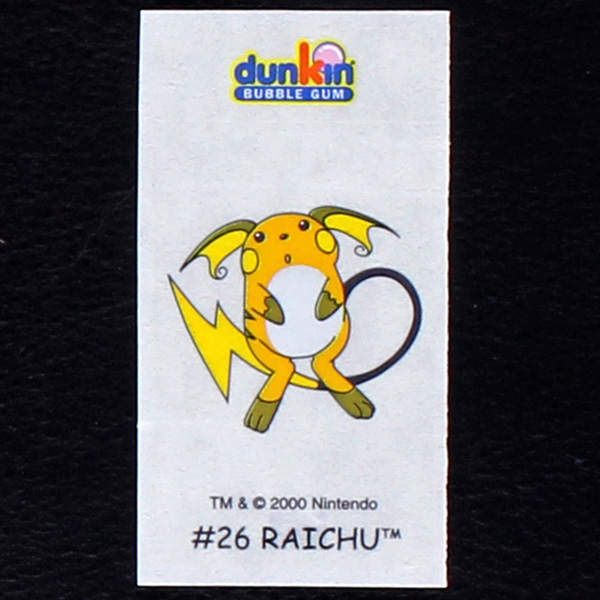 dunkin
BUBBLE GUM
TM & © 2000 Nintendo
#26 RAICHU™